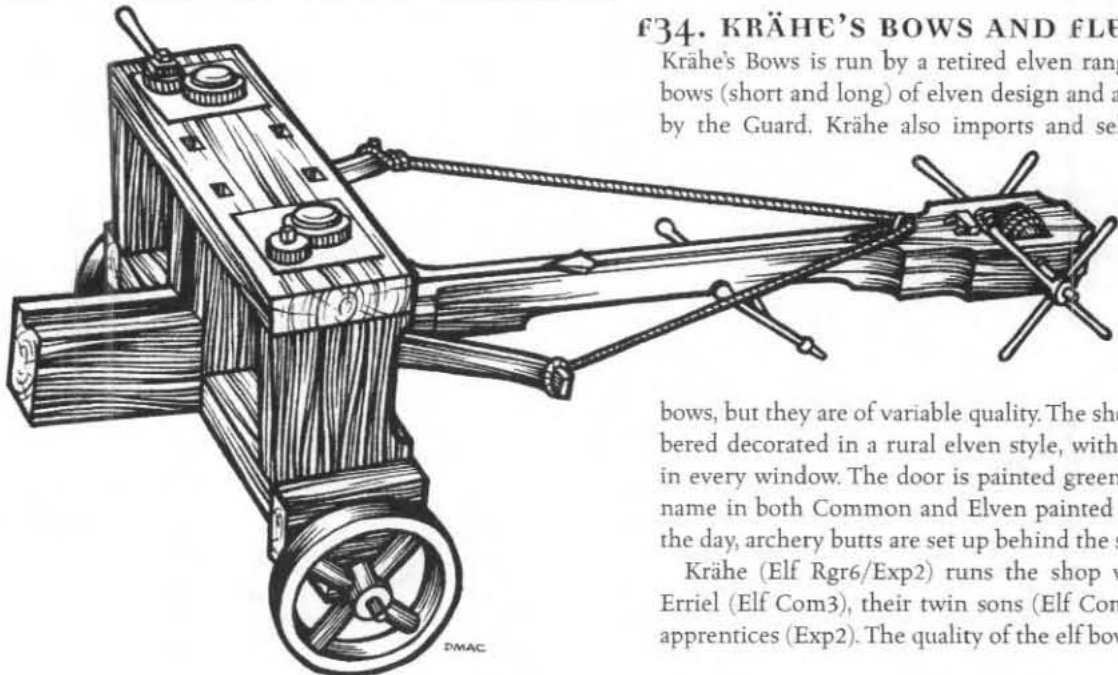 F34. KRÄHE'S BOWS AND FLE
Krähe's Bows is run by a retired elven rang
bows (short and long) of elven design and a
by the Guard. Krähe also imports and se
bows, but they are of variable quality. The sh
bered decorated in a rural elven style, with
in every window. The door is painted green
name in both Common and Elven painted
the day, archery butts are set up behind the s
Krähe (Elf Rgr6/Exp2) runs the shop w
Erriel (Elf Com3), their twin sons (Elf Com
apprentices (Exp2). The quality of the elf bov
DMAC